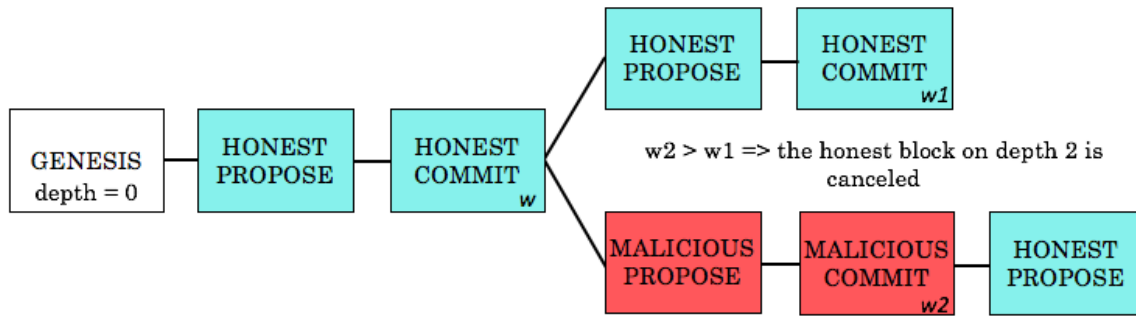 GENESIS
depth = 0
HONEST
PROPOSE
HONEST
COMMIT
w
HONEST
PROPOSE
HONEST
COMMIT
w1
w2 > w1 => the honest block on depth 2 is
canceled
MALICIOUS
PROPOSE
MALICIOUS
COMMIT
w2
HONEST
PROPOSE